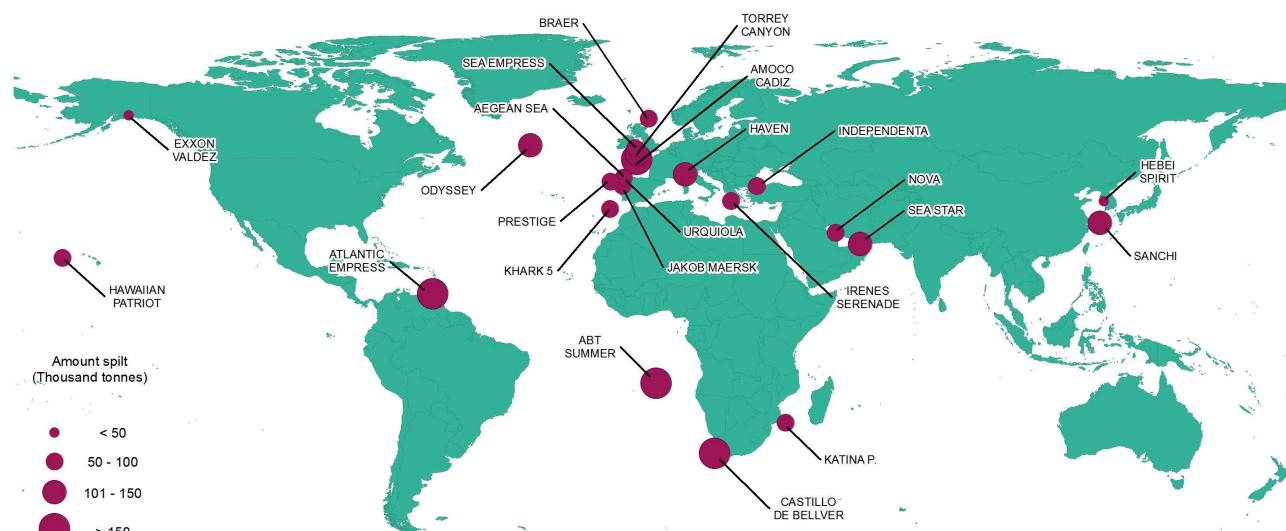 BRAER
TORREY
CANYON
SEA EMPRESS
AMOCO
CADIZ
AEGEAN SEA
HAVEN
INDEPENDENTA
EXXON
VALDEZ
ODYSSEY
NOVA
HEBEI
SPIRIT
PRESTIGE
SEA STAR
URQUIOLA
ATLANTIC
EMPRESS
KHARK 5
JAKOB MAERSK
SANCHI
HAWAIIAN
PATRIOT
IRENES
SERENADE
ABT
SUMMER
Amount spilt
(Thousand tonnes)
< 50
50 - 100
KATINA P.
101 - 150
CASTILLO
DE BELLVER
> 150